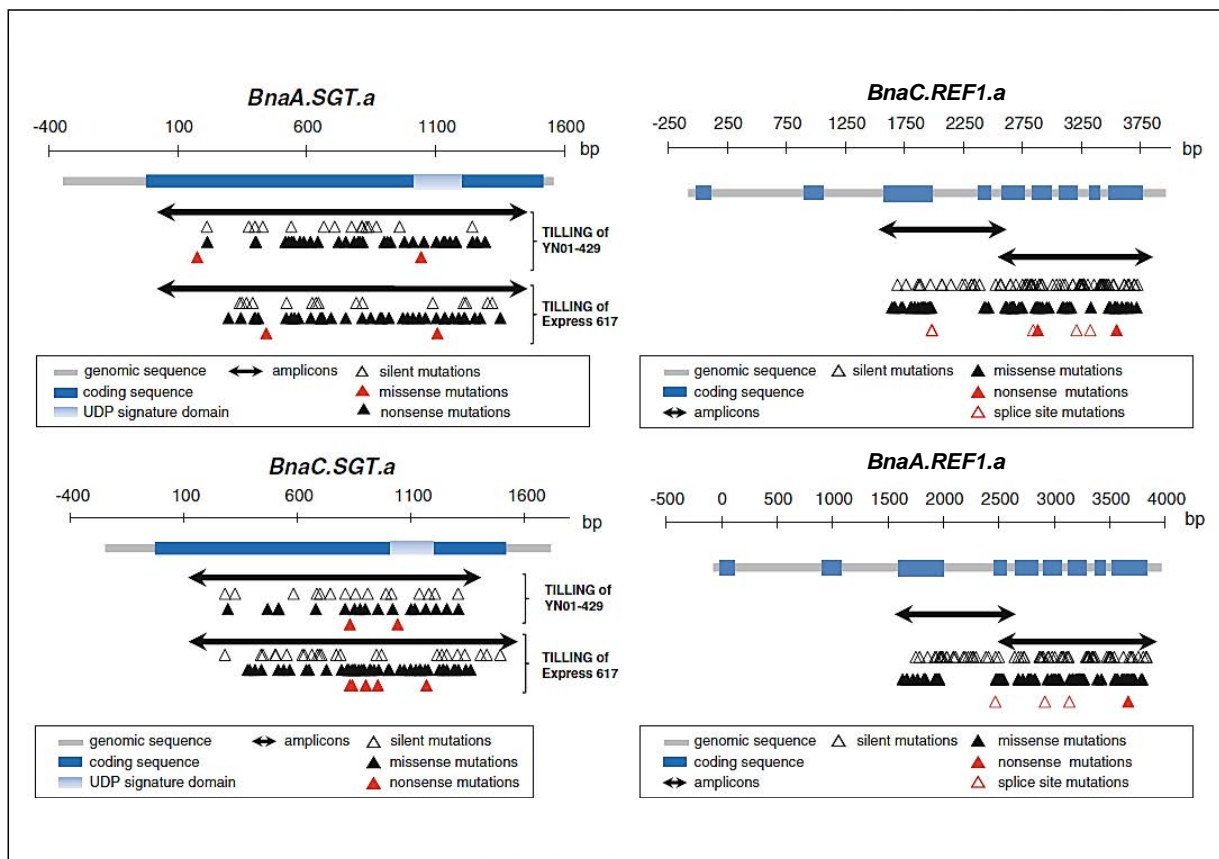 BnaA.SGT.a
-400 100 600 1100 1600
bp
TILLING of
YN01-429
TILLING of
Express 617
genomic sequence amplicons silent mutations
coding sequence missense mutations
UDP signature domain nonsense mutations
BnaC.REF1.a
-250 250 750 1250 1750 2250 2750 3250 3750
bp
genomic sequence silent mutations missense mutations
coding sequence nonsense mutations
amplicons splice site mutations
BnaC.SGT.a
-400 100 600 1100 1600
bp
TILLING of
YN01-429
TILLING of
Express 617
genomic sequence amplicons silent mutations
coding sequence missense mutations
UDP signature domain nonsense mutations
BnaA.REF1.a
-500 0 500 1000 1500 2000 2500 3000 3500 4000
bp
genomic sequence silent mutations missense mutations
coding sequence nonsense mutations
amplicons splice site mutations